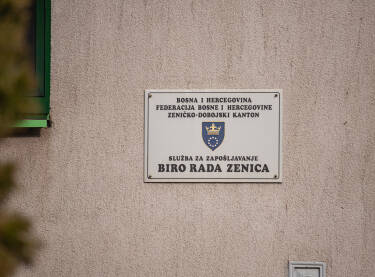 BOSNA I HERCEGOVINA
FEDERACIJA BOSNE I HERCEGOVINE
ZENIČKO-DOBOJSKI KANTON
SLUŽBA ZA ZAPOŠLJAVANJE
BIRO RADA ZENICA